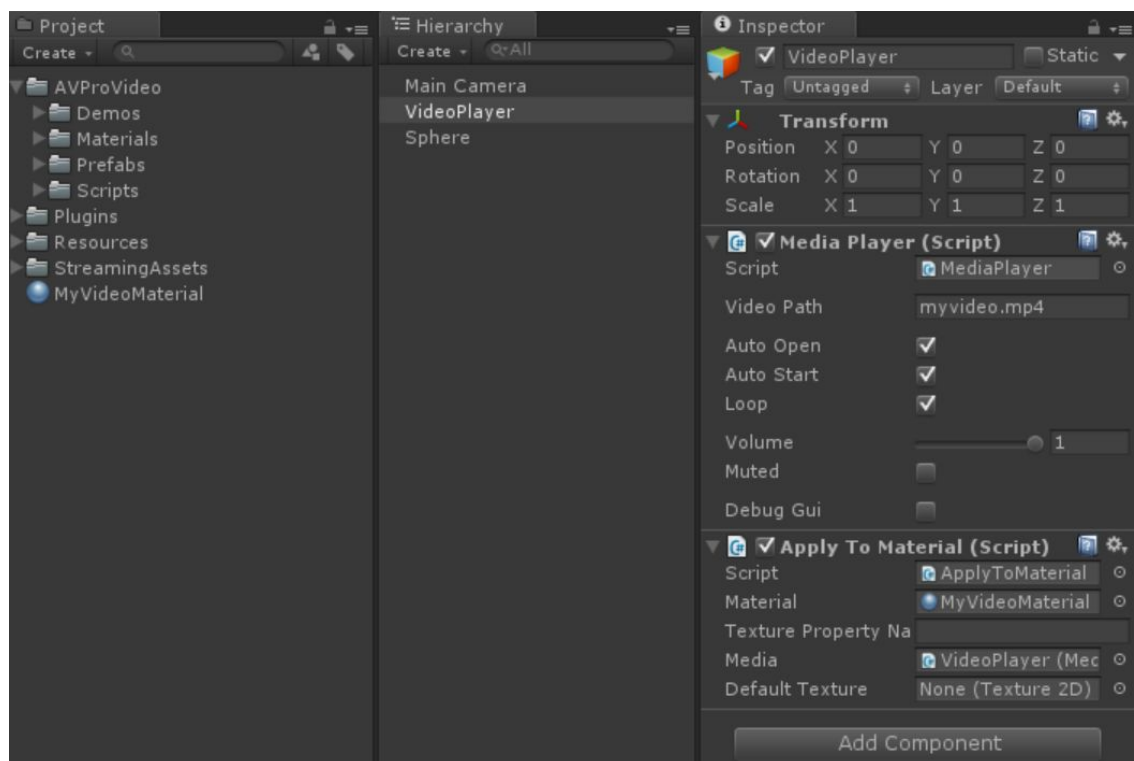 Project
Create
AVProVideo
Demos
Materials
Prefabs
Scripts
Plugins
Resources
StreamingAssets
MyVideoMaterial
Hierarchy
Create All
Main Camera
VideoPlayer
Sphere
Inspector
VideoPlayer Static
Tag Untagged Layer Default
Transform
Position X 0 Y 0 Z 0
Rotation X 0 Y 0 Z 0
Scale X 1 Y 1 Z 1
Media Player (Script)
Script MediaPlayer
Video Path myvideo.mp4
Auto Open
Auto Start
Loop
Volume 1
Muted
Debug Gui
Apply To Material (Script)
Script ApplyToMaterial
Material MyVideoMaterial
Texture Property Na
Media VideoPlayer (Mec
Default Texture None (Texture 2D)
Add Component